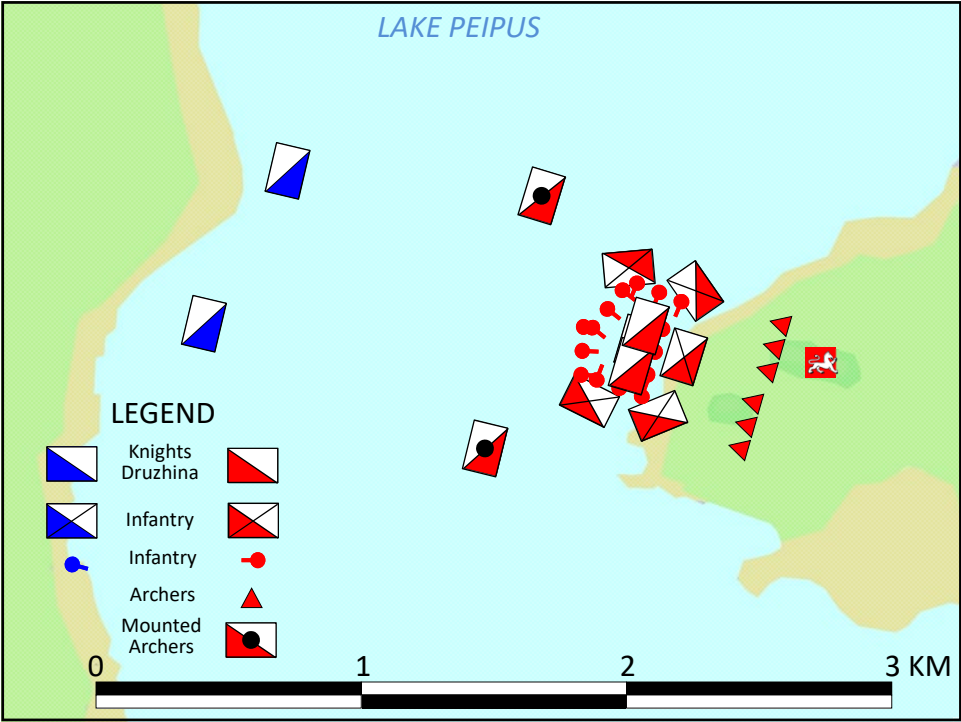 LAKE PEIPUS
LEGEND
Knights
Druzhina
Infantry
Infantry
Archers
Mounted
Archers
0 1 2 3 KM